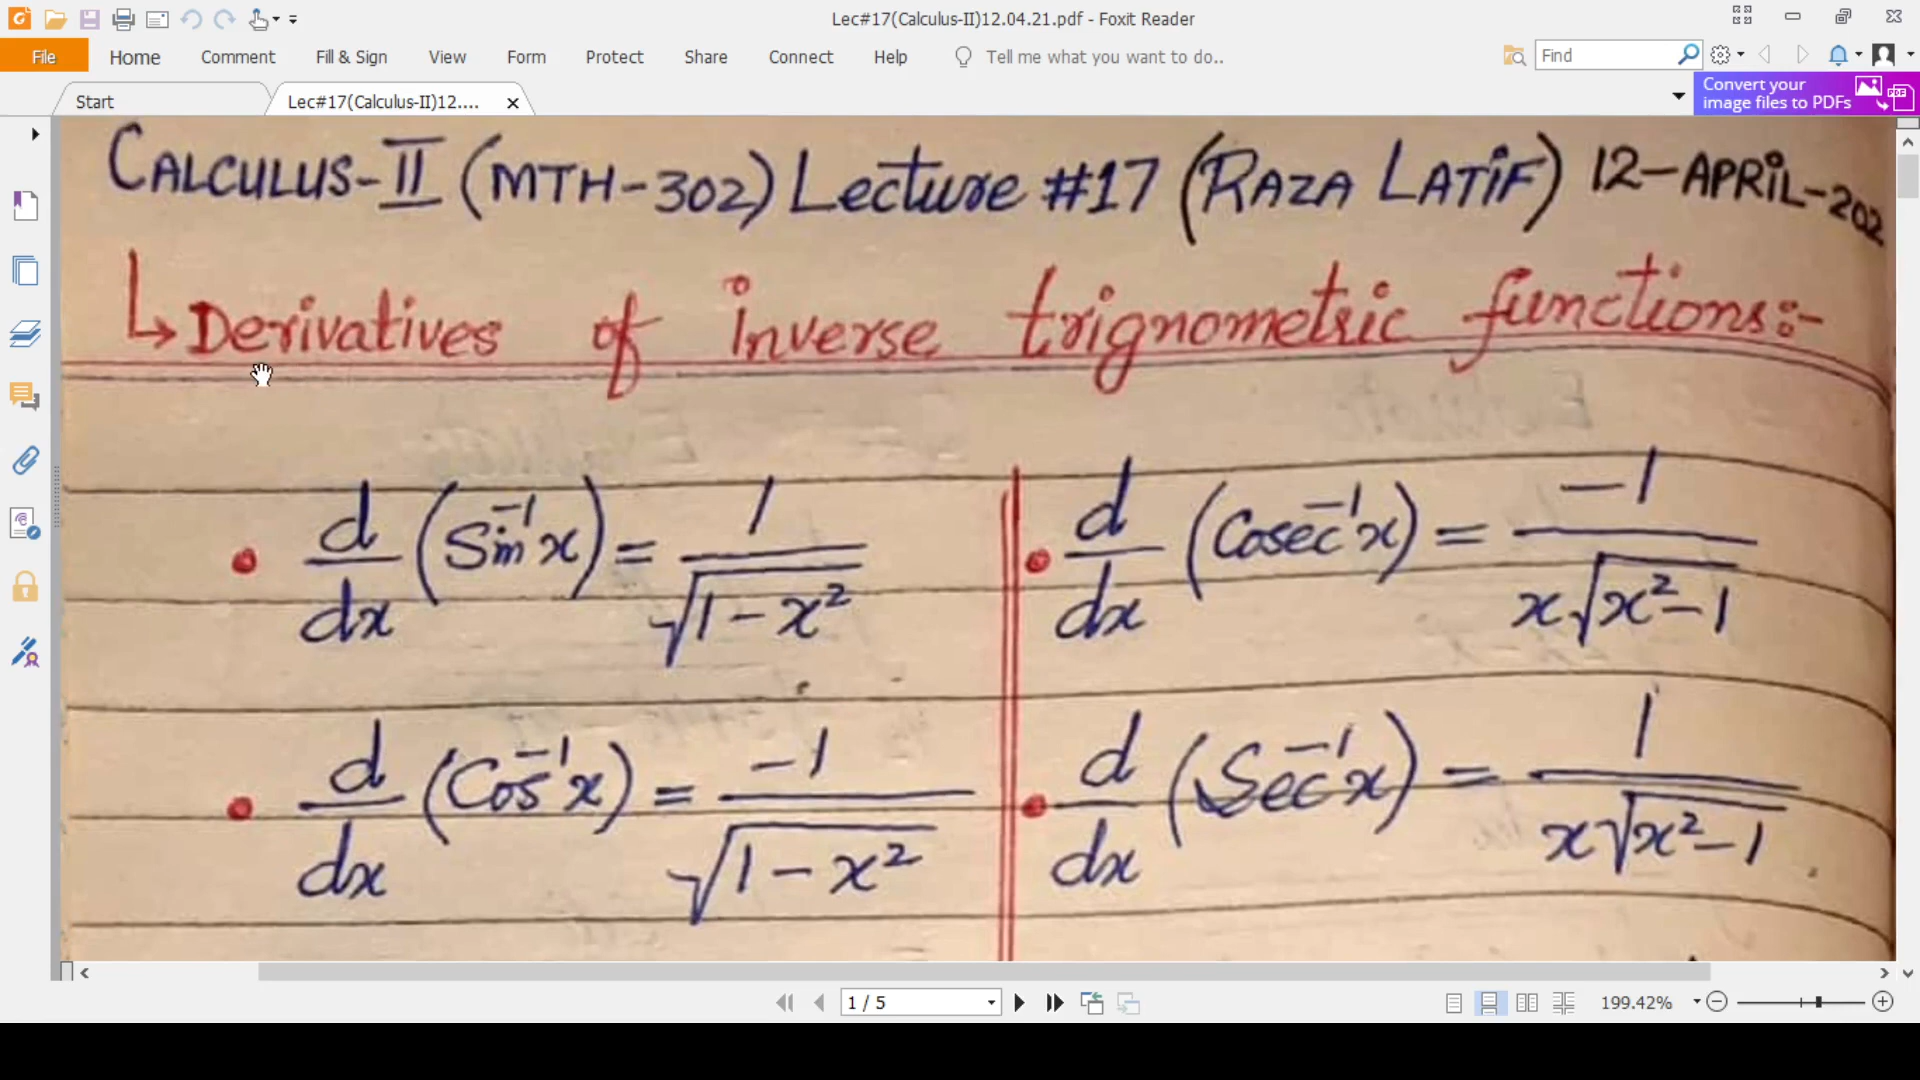 Lec#17(Calculus-II)12.04.21.pdf - Foxit Reader
File Home Comment Fill & Sign View Form Protect Share Connect Help Tell me what you want to do.. Find
Start Lec#17(Calculus-II)12....
Convert your
image files to PDFs
PDF
CALCULUS-II (MTH-302) Lecture #17 (RAZA LATIF) 12-APRIL-202
↳ Derivatives of inverse trignometric functions:-
• d/dx (Sin⁻¹x) = 1/√(1-x²)
• d/dx (Cosec⁻¹x) = -1/(x√(x²-1))
• d/dx (Cos⁻¹x) = -1/√(1-x²)
• d/dx (Sec⁻¹x) = 1/(x√(x²-1))
1 / 5 199.42%